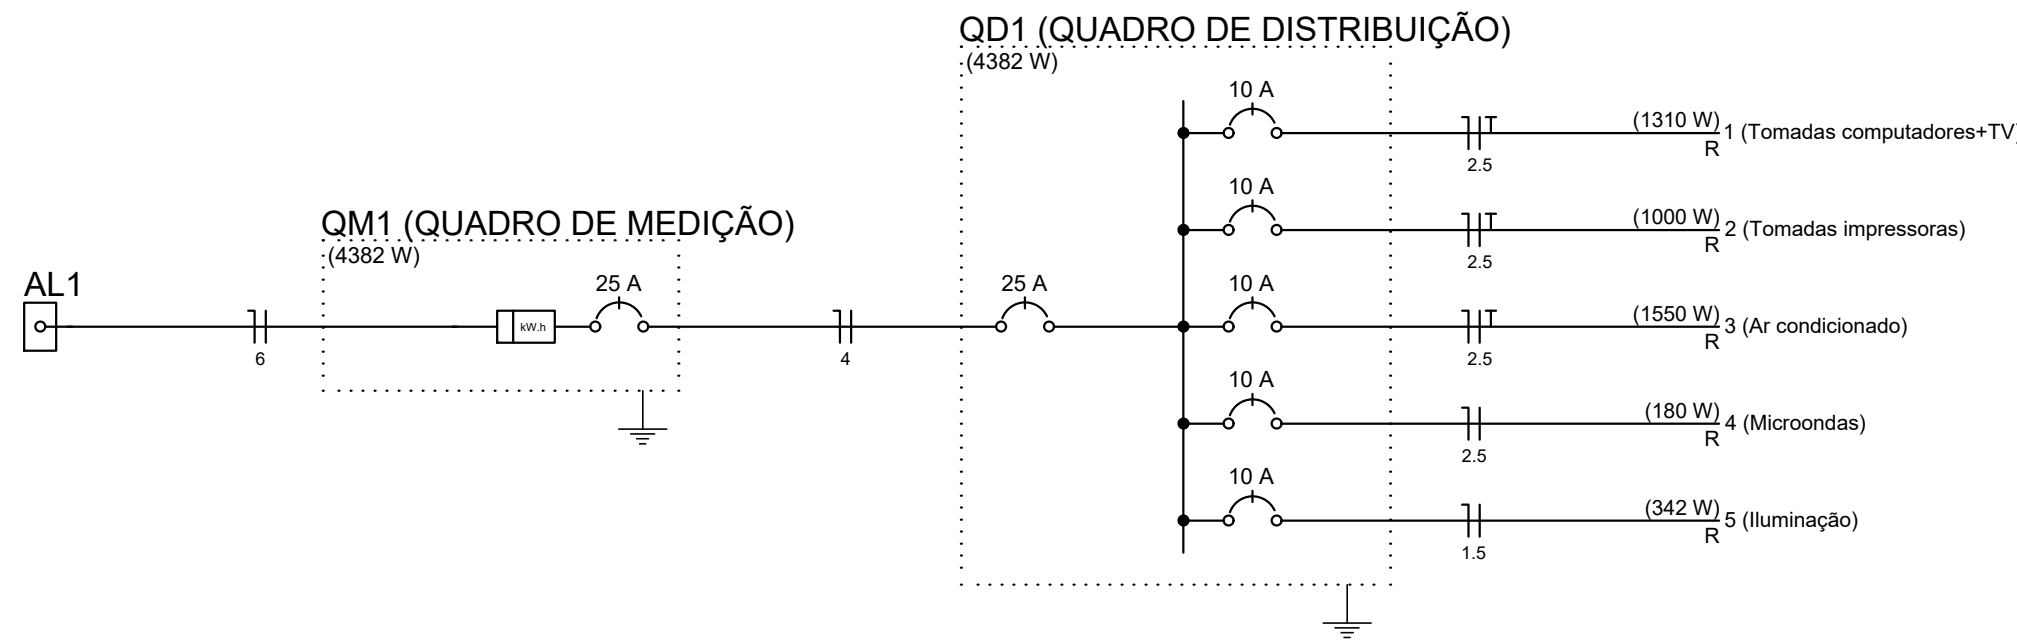 QD1 (QUADRO DE DISTRIBUIÇÃO)
(4382 W)
10 A
(1310 W)
1 (Tomadas computadores+TV)
R
2.5
10 A
(1000 W)
2 (Tomadas impressoras)
R
2.5
QM1 (QUADRO DE MEDIÇÃO)
(4382 W)
AL1
6
kW.h
25 A
4
25 A
10 A
(1550 W)
3 (Ar condicionado)
R
2.5
10 A
(180 W)
4 (Microondas)
R
2.5
10 A
(342 W)
5 (Iluminação)
R
1.5